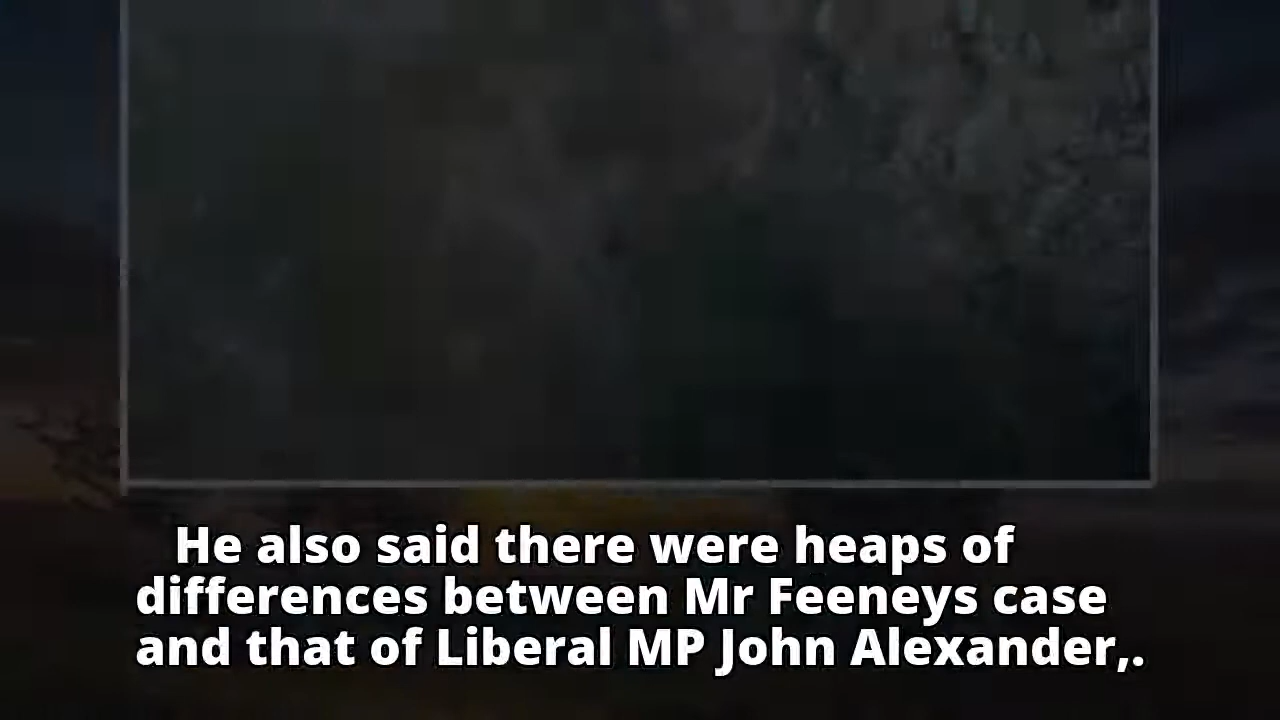 He also said there were heaps of
differences between Mr Feeneys case
and that of Liberal MP John Alexander,.